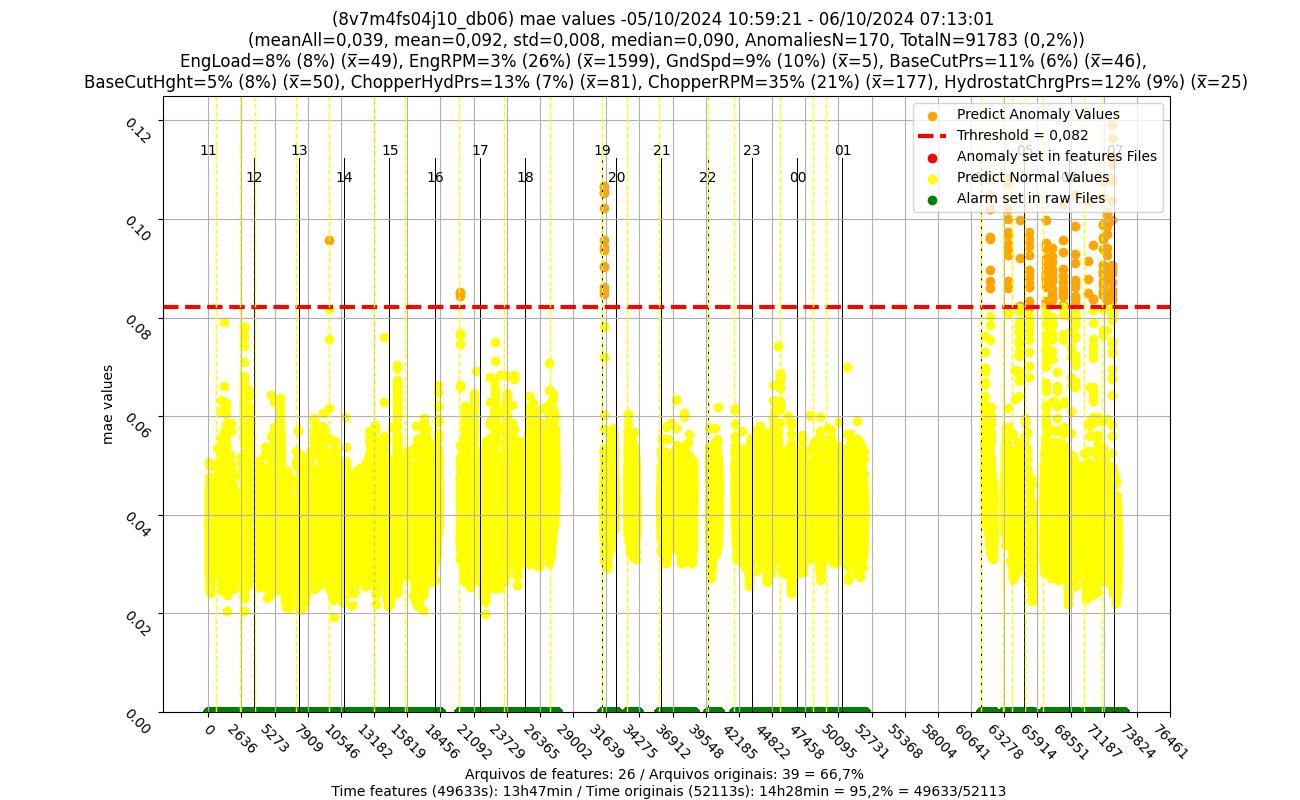 (8v7m4fs04j10_db06) mae values -05/10/2024 10:59:21 - 06/10/2024 07:13:01
(meanAll=0,039, mean=0,092, std=0,008, median=0,090, AnomaliesN=170, TotalN=91783 (0,2%))
EngLoad=8% (8%) (x̅=49), EngRPM=3% (26%) (x̅=1599), GndSpd=9% (10%) (x̅=5), BaseCutPrs=11% (6%) (x̅=46),
BaseCutHght=5% (8%) (x̅=50), ChopperHydPrs=13% (7%) (x̅=81), ChopperRPM=35% (21%) (x̅=177), HydrostatChrgPrs=12% (9%) (x̅=25)
Predict Anomaly Values
Trhreshold = 0,082
Anomaly set in features Files
Predict Normal Values
Alarm set in raw Files
11 13 15 17 19 21 23 01 05 07
12 14 16 18 20 22 00
mae values
0.12
0.10
0.08
0.06
0.04
0.02
0.00
0 2636 5273 7909 10546 13182 15819 18456 21092 23729 26365 29002 31639 34275 36912 39548 42185 44822 47458 50095 52731 55368 58004 60641 63278 65914 68551 71187 73824 76461
Arquivos de features: 26 / Arquivos originais: 39 = 66,7%
Time features (49633s): 13h47min / Time originais (52113s): 14h28min = 95,2% = 49633/52113